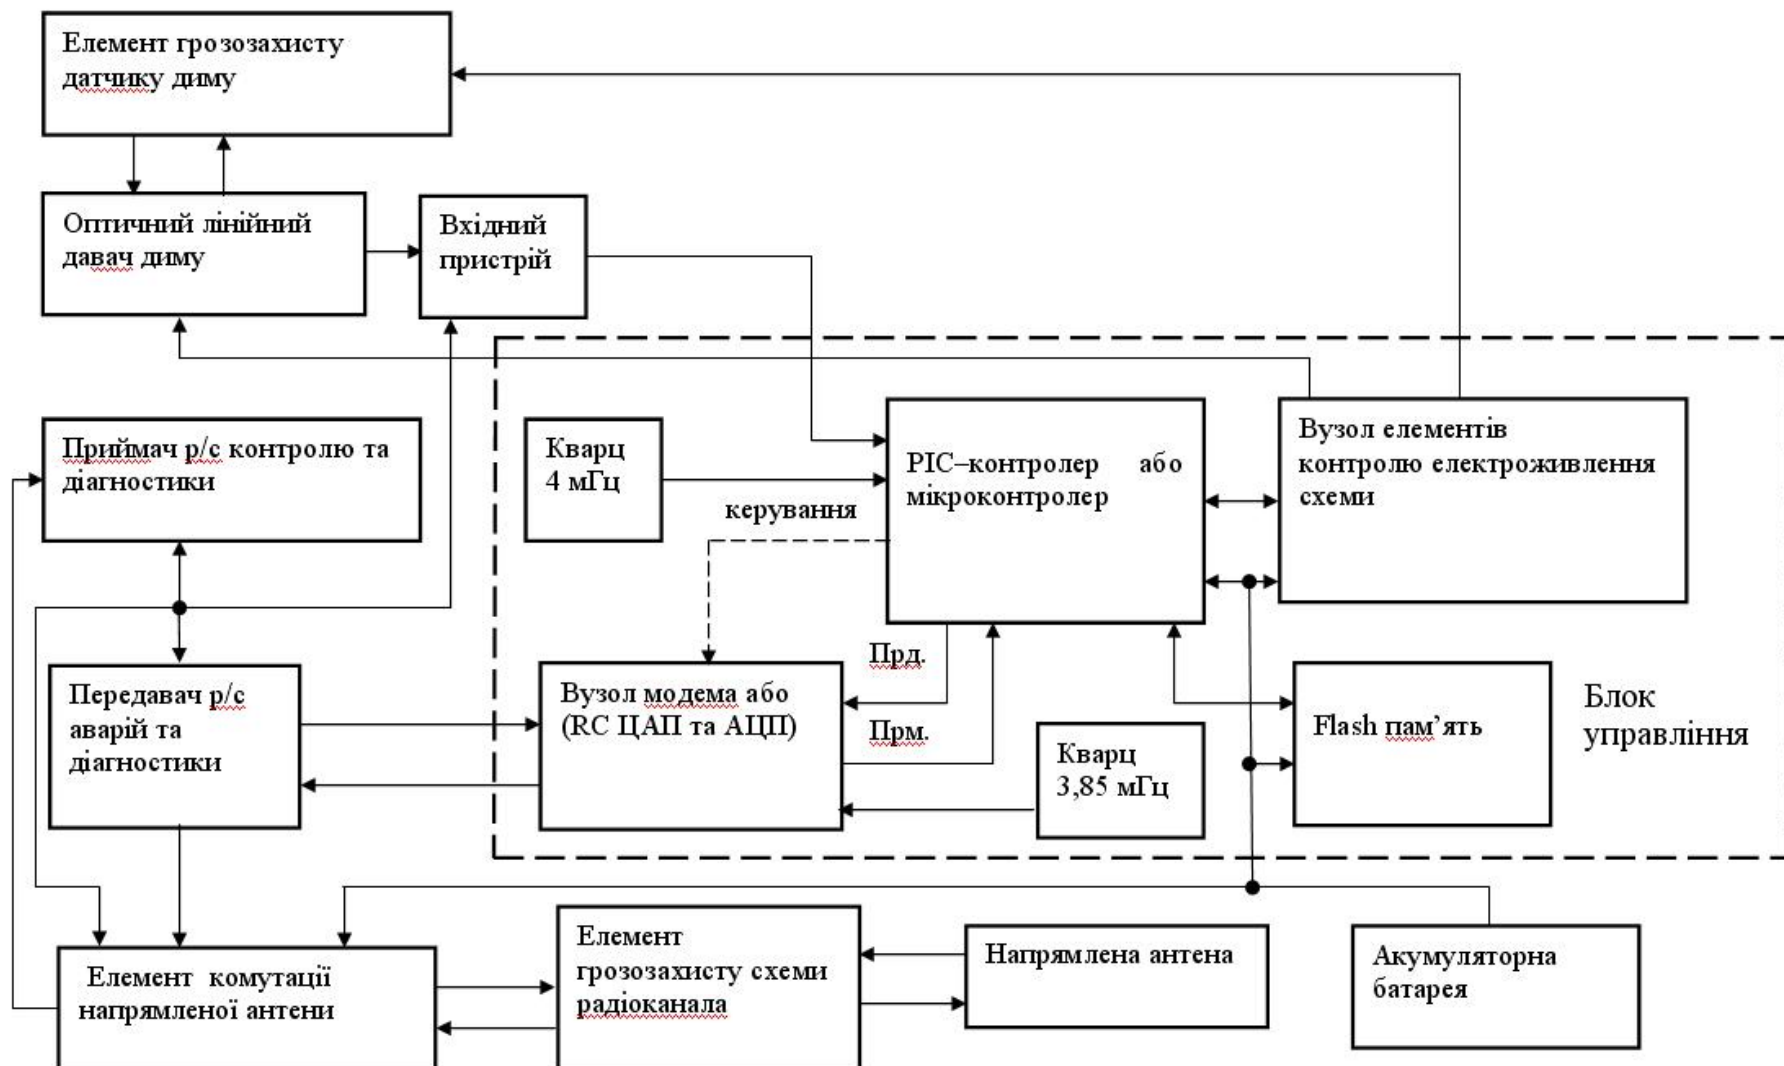 Елемент грозозахисту
датчику диму
Оптичний лінійний
давач диму
Вхідний
пристрій
Приймач р/с контролю та
діагностики
Кварц
4 мГц
керування
PIC–контролер або
мікроконтролер
Вузол елементів
контролю електроживлення
схеми
Передавач р/с
аварій та
діагностики
Вузол модема або
(RC ЦАП та АЦП)
Прд.
Прм.
Кварц
3,85 мГц
Flash пам’ять
Блок
управління
Елемент комутації
напрямленої антени
Елемент
грозозахисту схеми
радіоканала
Напрямлена антена
Акумуляторна
батарея